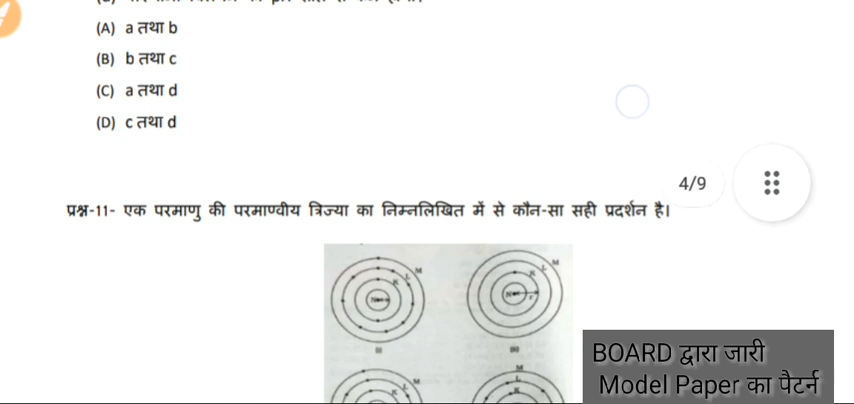 (A) a तथा b
(B) b तथा c
(C) a तथा d
(D) c तथा d
4/9
प्रश्न-11- एक परमाणु की परमाण्वीय त्रिज्या का निम्नलिखित में से कौन-सा सही प्रदर्शन है।
M
L
K
N
M
L
K
N
r
M
L
K
M
L
K
BOARD द्वारा जारी
Model Paper का पैटर्न